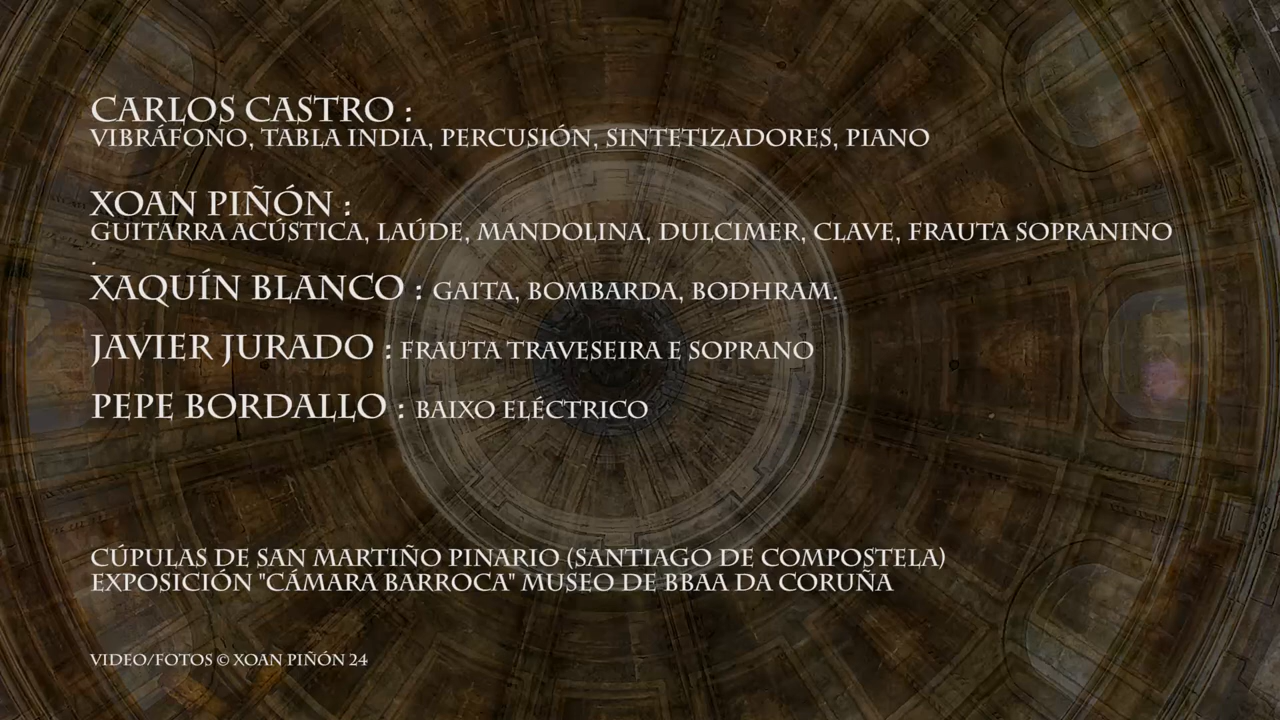 CARLOS CASTRO :
VIBRÁFONO, TABLA INDIA, PERCUSIÓN, SINTETIZADORES, PIANO
XOAN PIÑÓN :
GUITARRA ACÚSTICA, LAÚDE, MANDOLINA, DULCIMER, CLAVE, FRAUTA SOPRANINO
.
XAQUÍN BLANCO : GAITA, BOMBARDA, BODHRAM.
JAVIER JURADO : FRAUTA TRAVESEIRA E SOPRANO
PEPE BORDALLO : BAIXO ELÉCTRICO
CÚPULAS DE SAN MARTIÑO PINARIO (SANTIAGO DE COMPOSTELA)
EXPOSICIÓN "CÁMARA BARROCA" MUSEO DE BBAA DA CORUÑA
VIDEO/FOTOS © XOAN PIÑÓN 24